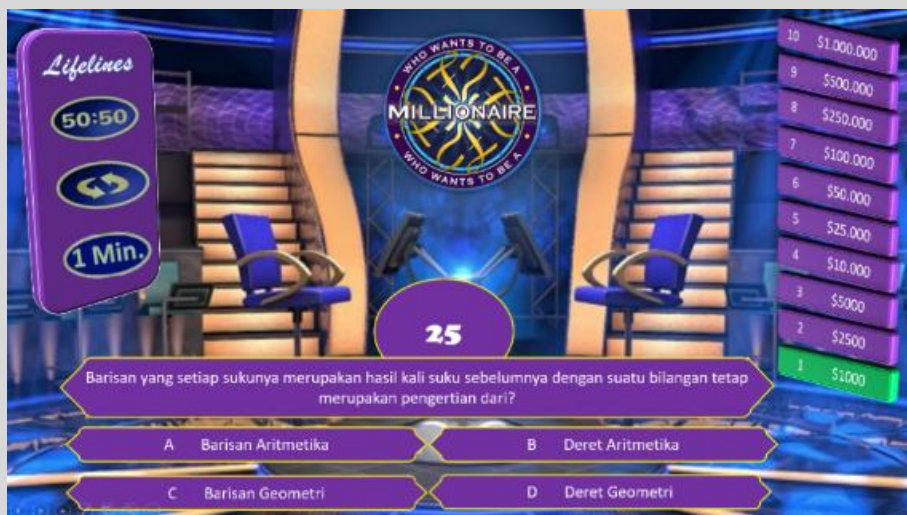 Lifelines
50:50
1 Min.
WHO WANTS TO BE A
MILLIONAIRE
WHO WANTS TO BE A
10 $1.000.000
9 $500.000
8 $250.000
7 $100.000
6 $50.000
5 $25.000
4 $10.000
3 $5000
2 $2500
1 $1000
25
Barisan yang setiap sukunya merupakan hasil kali suku sebelumnya dengan suatu bilangan tetap
merupakan pengertian dari?
A Barisan Aritmetika
B Deret Aritmetika
C Barisan Geometri
D Deret Geometri